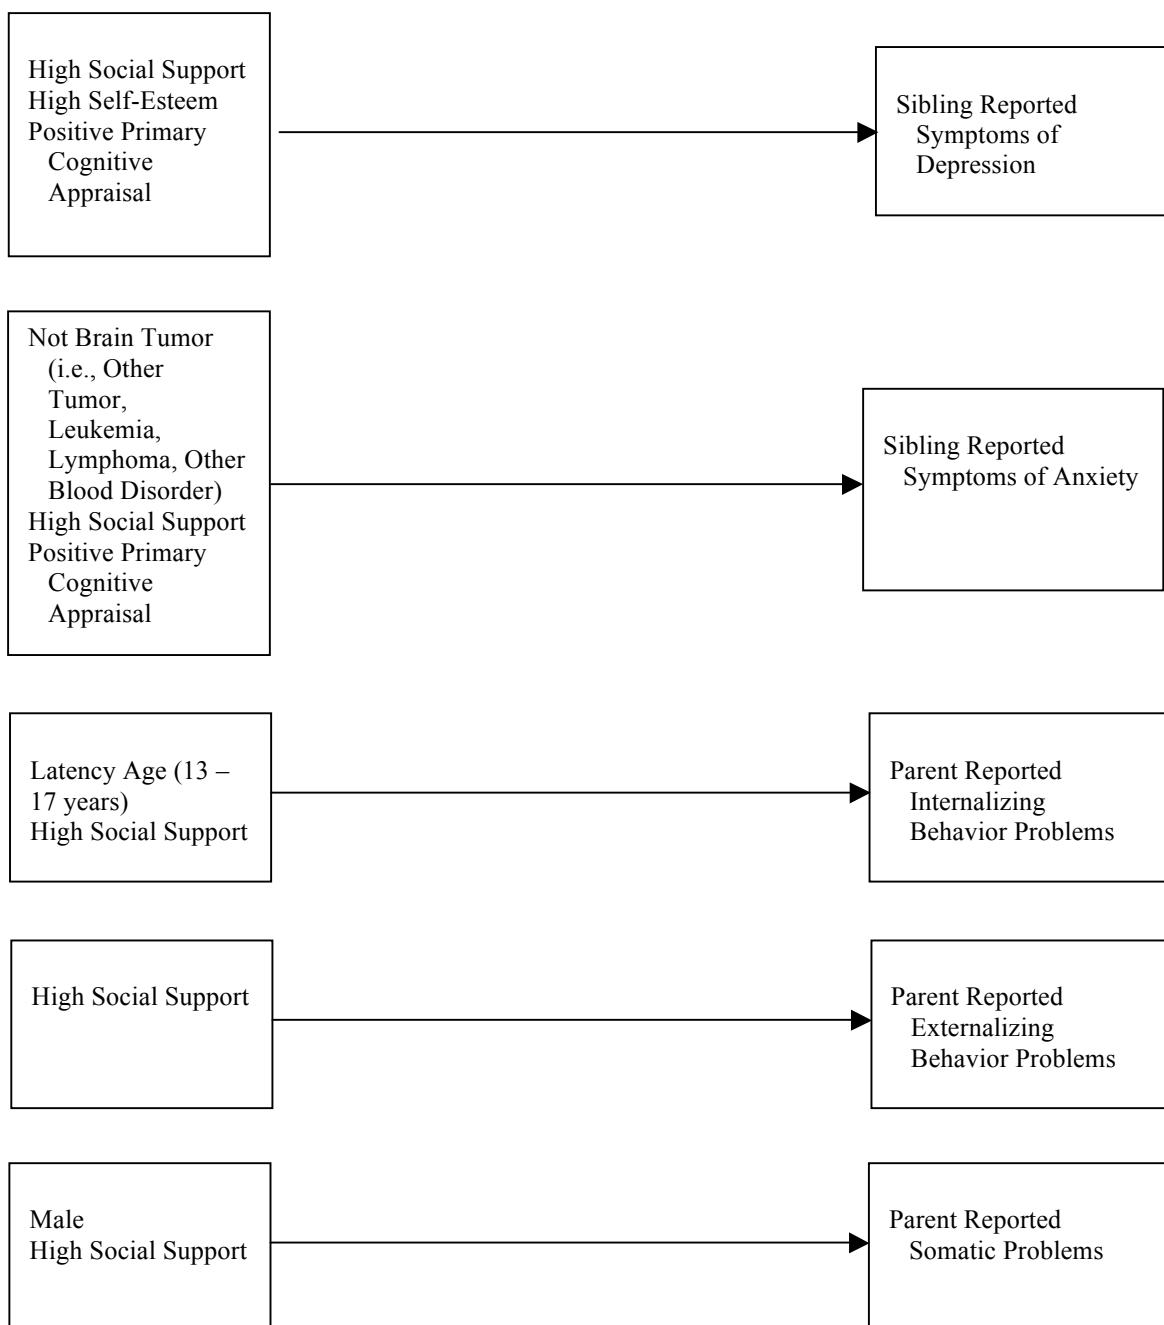 High Social Support
High Self-Esteem
Positive Primary
Cognitive
Appraisal
Sibling Reported
Symptoms of
Depression
Not Brain Tumor
(i.e., Other
Tumor,
Leukemia,
Lymphoma, Other
Blood Disorder)
High Social Support
Positive Primary
Cognitive
Appraisal
Sibling Reported
Symptoms of Anxiety
Latency Age (13 –
17 years)
High Social Support
Parent Reported
Internalizing
Behavior Problems
High Social Support
Parent Reported
Externalizing
Behavior Problems
Male
High Social Support
Parent Reported
Somatic Problems